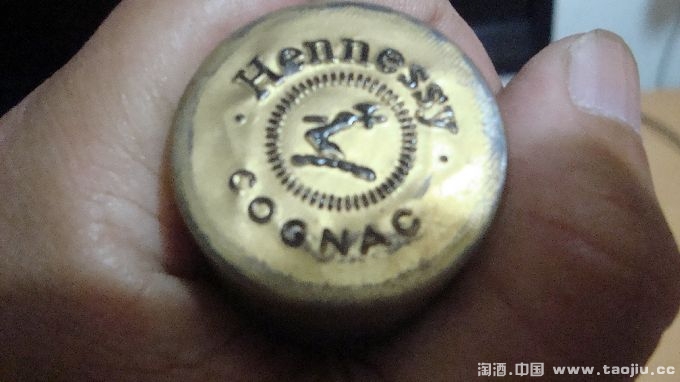 Hennessy
COGNAC
淘酒.中国 www.taojiu.cc